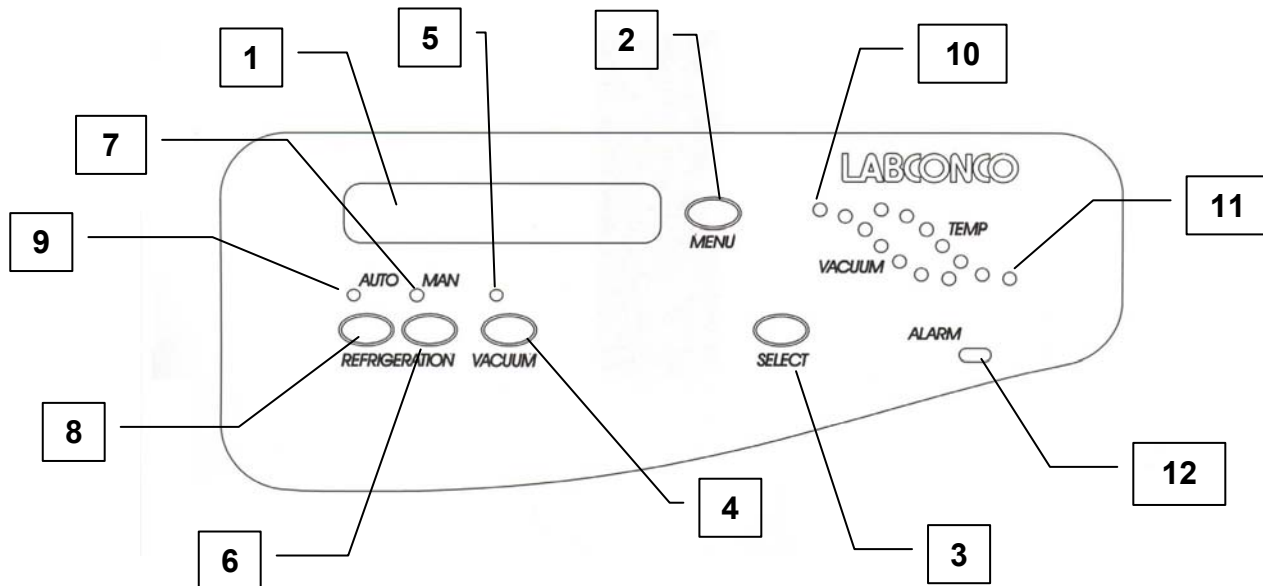 5
2
10
1
7
LABCONCO
11
9
TEMP
MENU
VACUUM
AUTO MAN
ALARM
REFRIGERATION VACUUM
SELECT
8
12
4
6
3